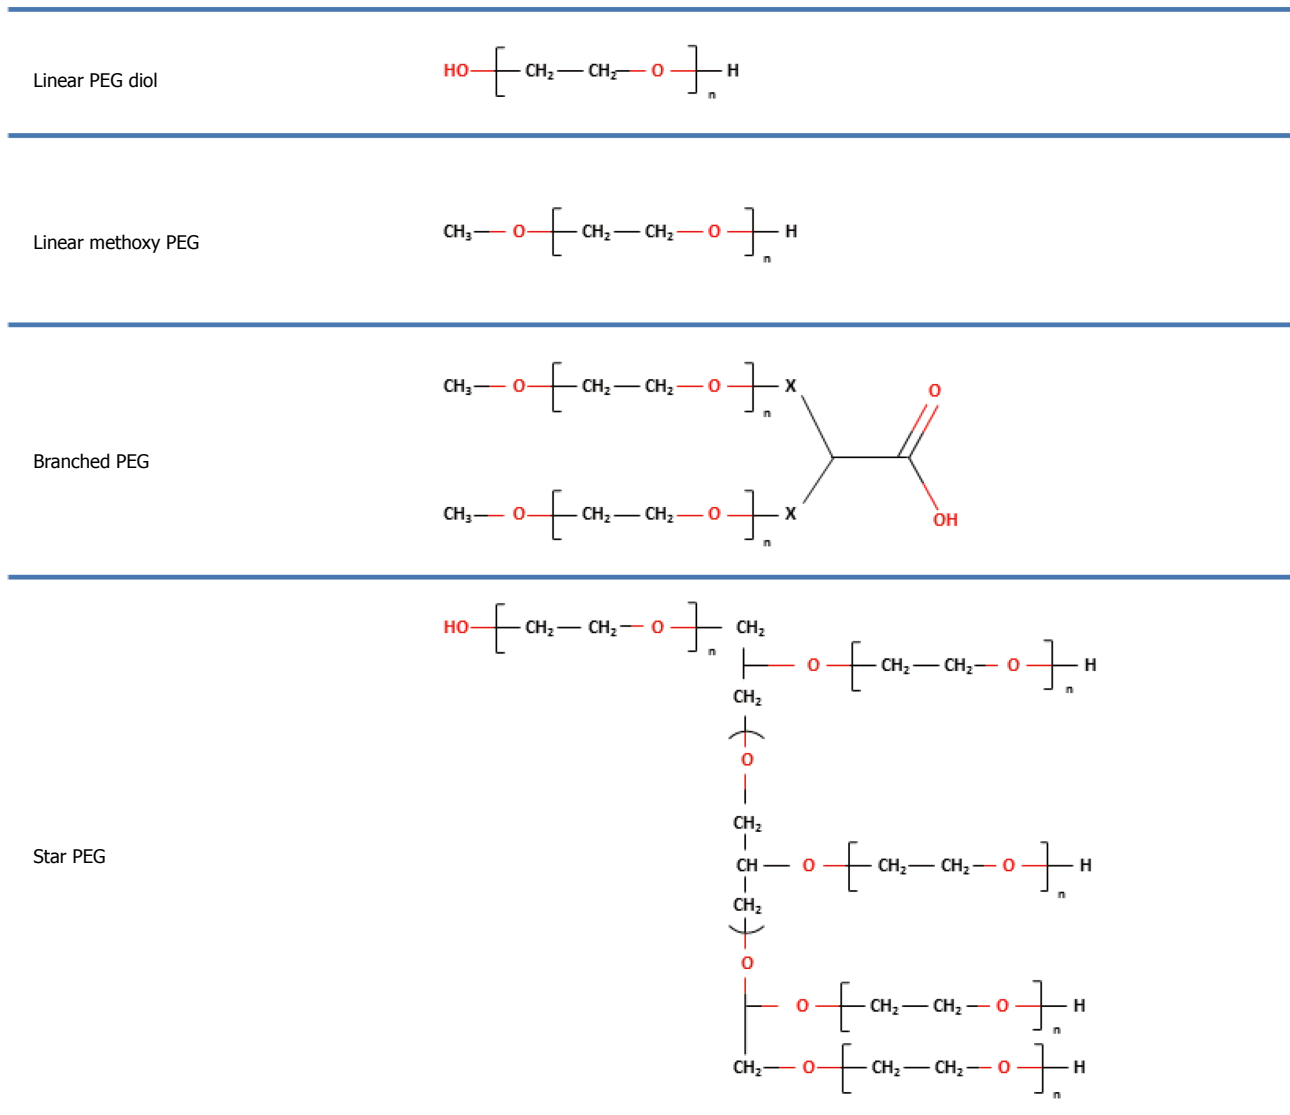 Linear PEG diol
HO CH₂ CH₂ O H
n
Linear methoxy PEG
CH₃ O CH₂ CH₂ O H
n
Branched PEG
CH₃ O CH₂ CH₂ O X
n
O
CH₃ O CH₂ CH₂ O X
n
OH
Star PEG
HO CH₂ CH₂ O CH₂
n
O CH₂ CH₂ O H
n
CH₂
O
CH₂
CH O CH₂ CH₂ O H
n
CH₂
O
O CH₂ CH₂ O H
n
CH₂ O CH₂ CH₂ O H
n